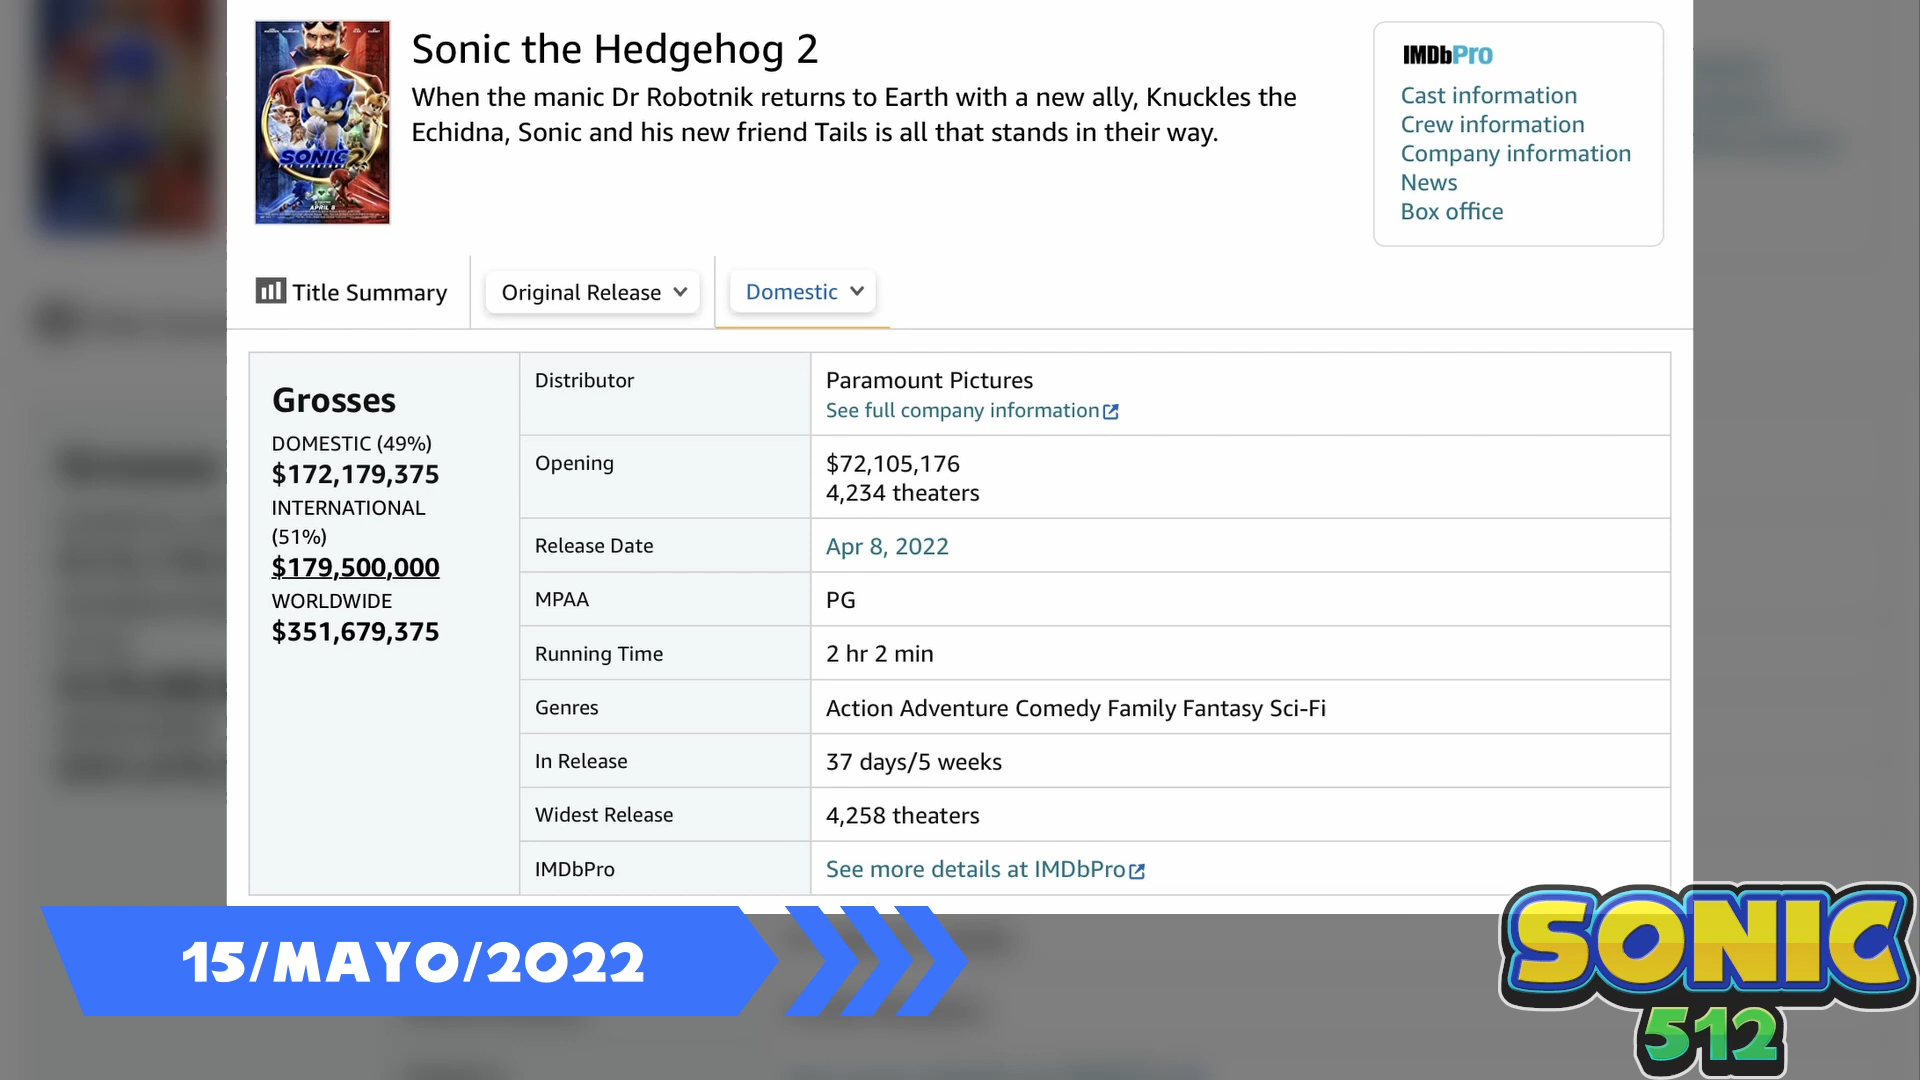 Sonic the Hedgehog 2
When the manic Dr Robotnik returns to Earth with a new ally, Knuckles the
Echidna, Sonic and his new friend Tails is all that stands in their way.
SONIC 2
THE HEDGEHOG
APRIL 8
IMDbPro
Cast information
Crew information
Company information
News
Box office
Title Summary
Original Release
Domestic
Grosses
DOMESTIC (49%)
$172,179,375
INTERNATIONAL
(51%)
$179,500,000
WORLDWIDE
$351,679,375
Distributor
Paramount Pictures
See full company information
Opening
$72,105,176
4,234 theaters
Release Date
Apr 8, 2022
MPAA
PG
Running Time
2 hr 2 min
Genres
Action Adventure Comedy Family Fantasy Sci-Fi
In Release
37 days/5 weeks
Widest Release
4,258 theaters
IMDbPro
See more details at IMDbPro
15/MAYO/2022
SONIC
512